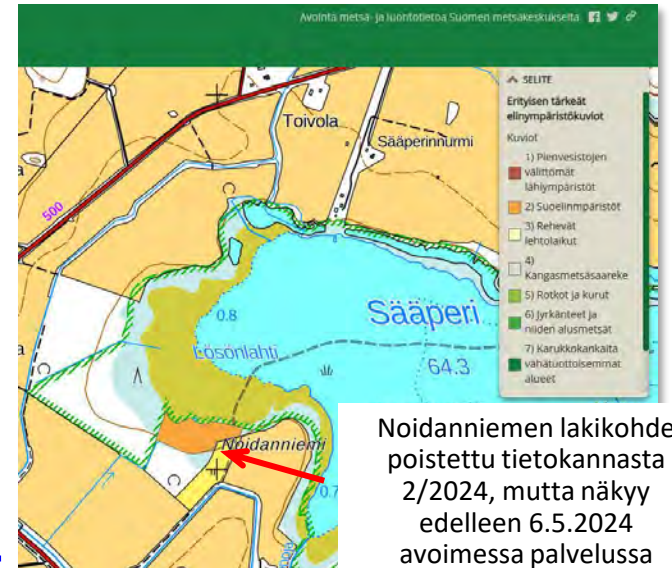 Avointa metsä- ja luontotietoa Suomen metsäkeskukselta
SELITE
Erityisen tärkeät
elinympäristökuviot
Kuviot
1) Pienvesistöjen
välittömät
lähiympäristöt
2) Suoelinmpäristöt
3) Rehevät
lehtolaikut
4)
Kangasmetsäsaareke
5) Rotkot ja kurut
6) Jyrkänteet ja
niiden alusmetsät
7) Karukkokankaita
vähätuottoisemmat
alueet
Toivola
Sääperinnurmi
500
0.8
Sääperi
Lösönlahti
64.3
Noidanniemi
0.7
Noidanniemen lakikohde
poistettu tietokannasta
2/2024, mutta näkyy
edelleen 6.5.2024
avoimessa palvelussa